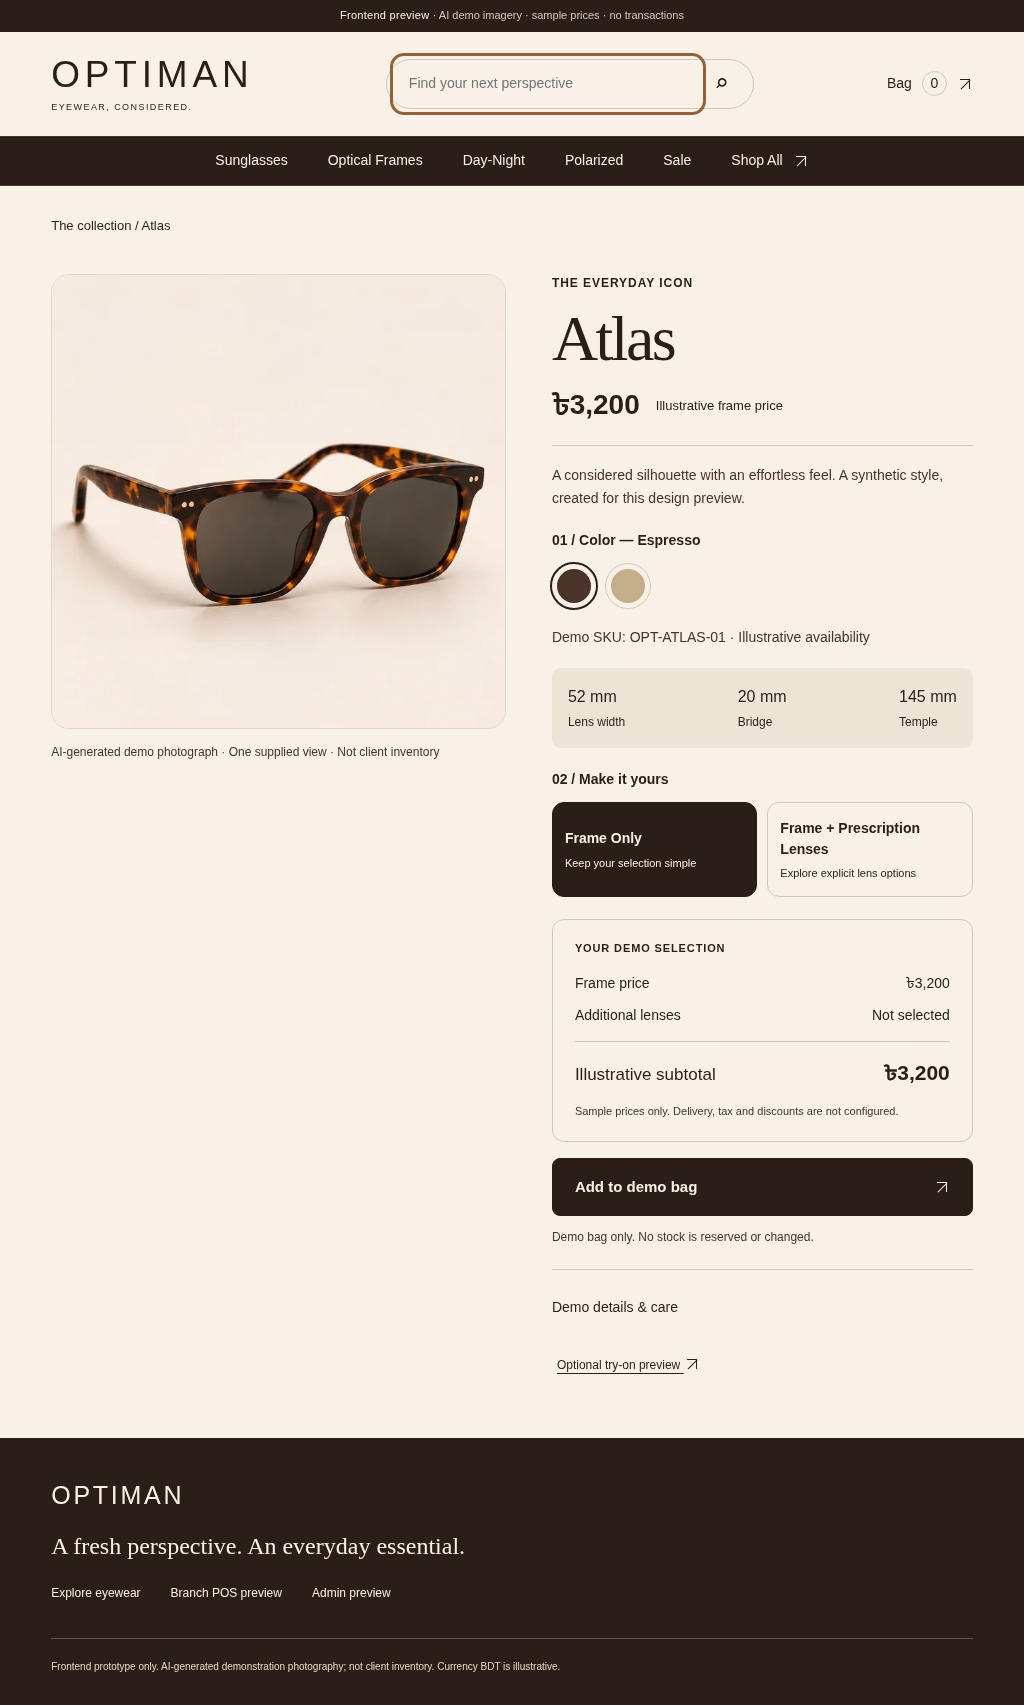 Frontend preview · AI demo imagery · sample prices · no transactions
OPTIMAN
EYEWEAR, CONSIDERED.
Find your next perspective
Bag 0
Sunglasses Optical Frames Day-Night Polarized Sale Shop All
The collection / Atlas
AI-generated demo photograph · One supplied view · Not client inventory
THE EVERYDAY ICON
Atlas
৳3,200 Illustrative frame price
A considered silhouette with an effortless feel. A synthetic style,
created for this design preview.
01 / Color — Espresso
Demo SKU: OPT-ATLAS-01 · Illustrative availability
52 mm 20 mm 145 mm
Lens width Bridge Temple
02 / Make it yours
Frame Only
Keep your selection simple
Frame + Prescription
Lenses
Explore explicit lens options
YOUR DEMO SELECTION
Frame price ৳3,200
Additional lenses Not selected
Illustrative subtotal ৳3,200
Sample prices only. Delivery, tax and discounts are not configured.
Add to demo bag
Demo bag only. No stock is reserved or changed.
Demo details & care
Optional try-on preview
OPTIMAN
A fresh perspective. An everyday essential.
Explore eyewear Branch POS preview Admin preview
Frontend prototype only. AI-generated demonstration photography; not client inventory. Currency BDT is illustrative.